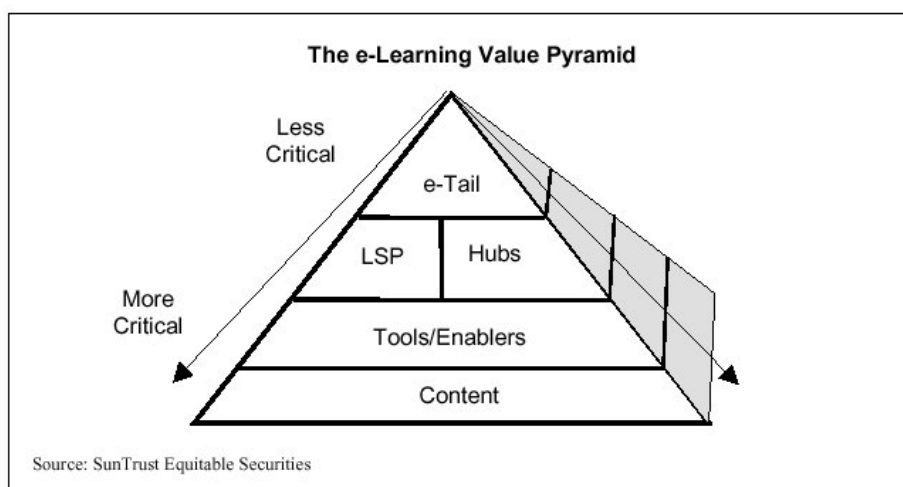 The e-Learning Value Pyramid
Less
Critical
e-Tail
LSP
Hubs
More
Critical
Tools/Enablers
Content
Source: SunTrust Equitable Securities